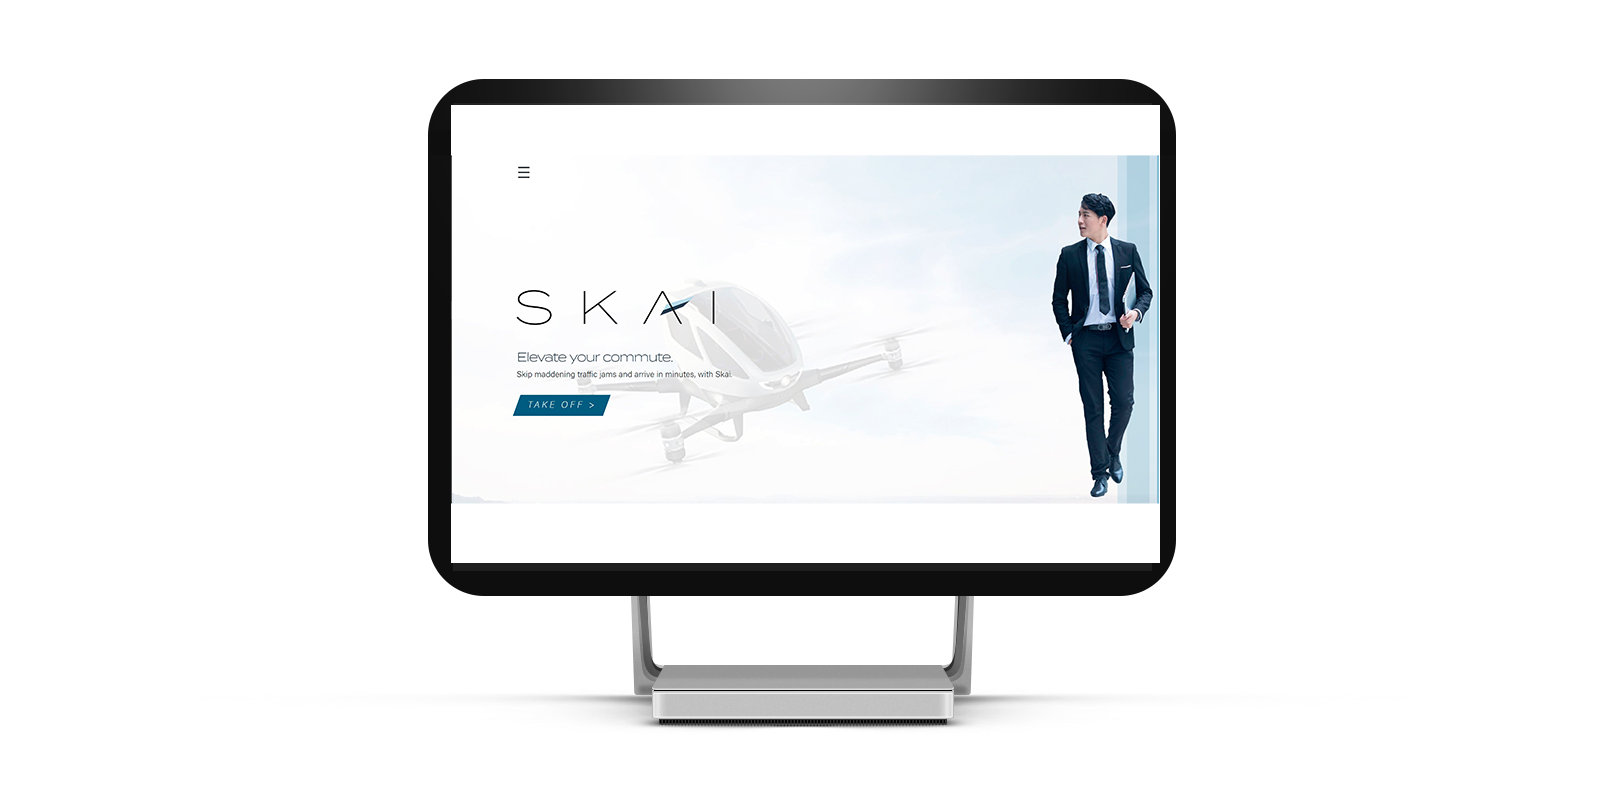 SKAI
Elevate your commute.
Skip maddening traffic jams and arrive in minutes, with Skai.
TAKE OFF >